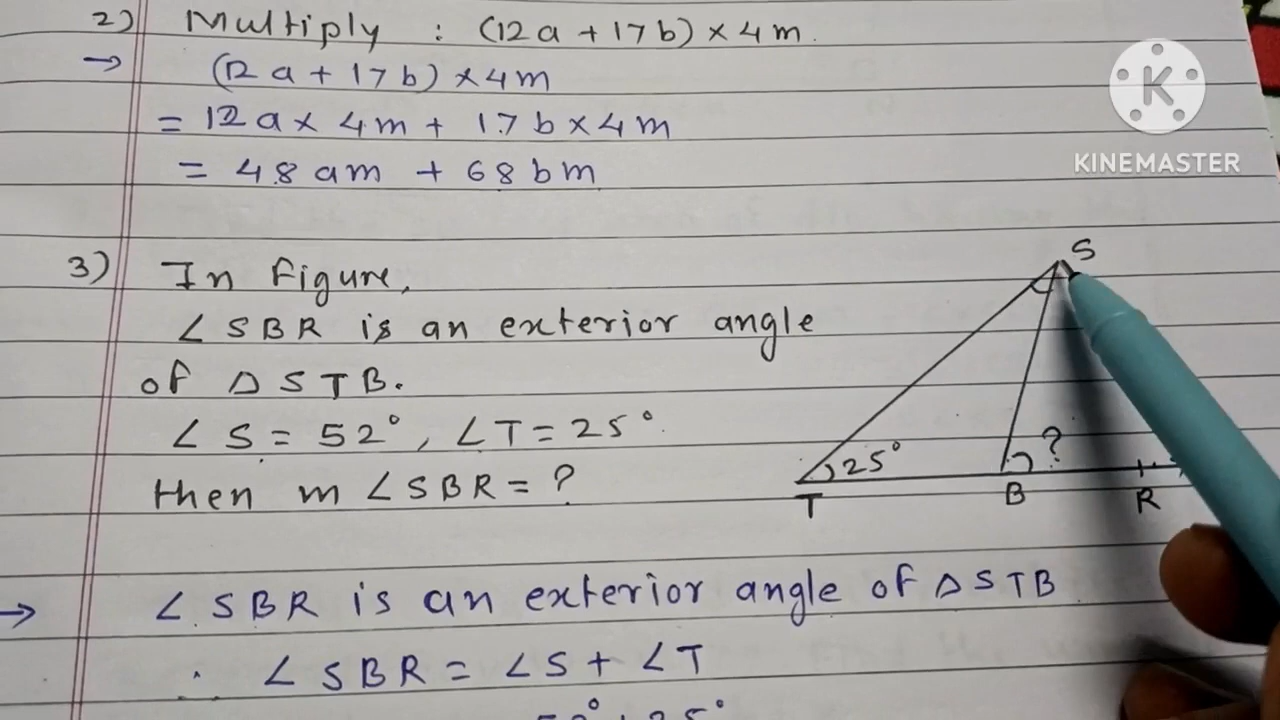 2) Multiply : (12a + 17b) × 4m.
→ (12a + 17b) × 4m
= 12a × 4m + 17b × 4m
= 48am + 68bm
K
KINEMASTER
3) In figure,
∠SBR is an exterior angle
of △STB.
∠S = 52°, ∠T = 25°.
then m∠SBR = ?
S
25°
?
T
B
R
→ ∠SBR is an exterior angle of △STB
∴ ∠SBR = ∠S + ∠T